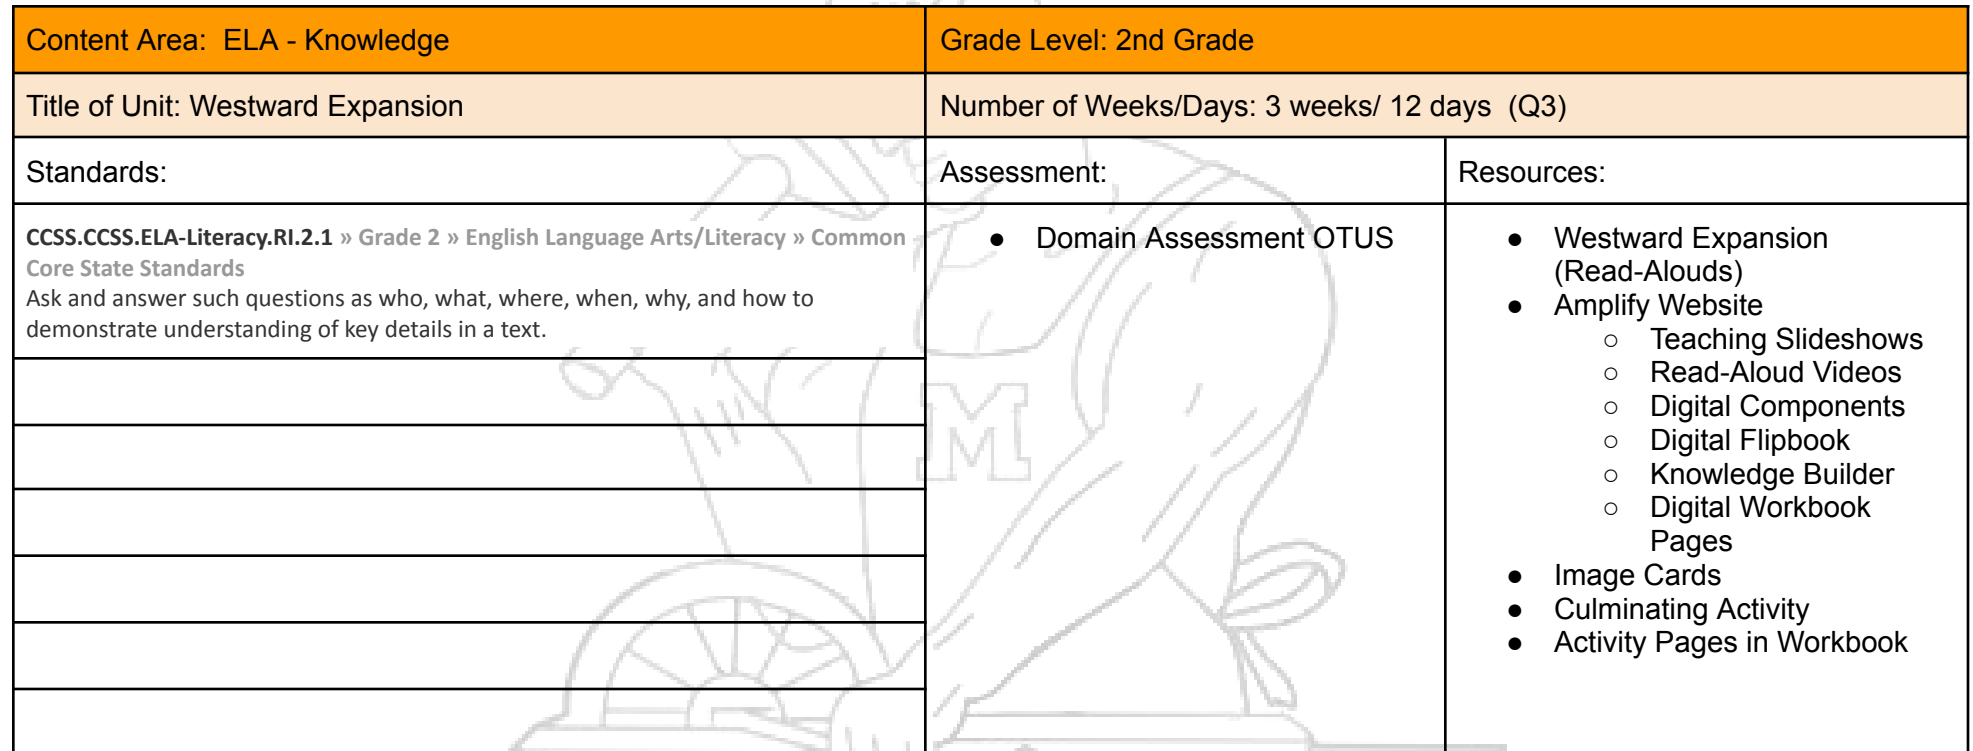 Content Area:  ELA - Knowledge
Grade Level: 2nd Grade
Title of Unit: Westward Expansion
Number of Weeks/Days: 3 weeks/ 12 days  (Q3)
Standards:
Assessment:
Resources:
CCSS.CCSS.ELA-Literacy.RI.2.1 » Grade 2 » English Language Arts/Literacy » Common
Core State Standards
Ask and answer such questions as who, what, where, when, why, and how to
demonstrate understanding of key details in a text.
● Domain Assessment OTUS
● Westward Expansion
(Read-Alouds)
● Amplify Website
○ Teaching Slideshows
○ Read-Aloud Videos
○ Digital Components
○ Digital Flipbook
○ Knowledge Builder
○ Digital Workbook
Pages
● Image Cards
● Culminating Activity
● Activity Pages in Workbook
M